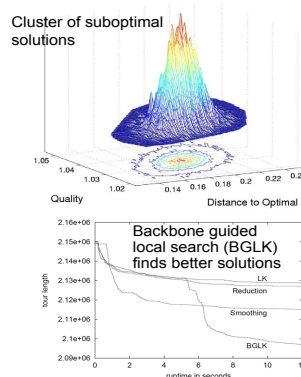 Cluster of suboptimal
solutions
1.05
1.04
1.03
1.02
0.14
0.16
0.18
0.2
0.22
0.24
Quality
Distance to Optimal
Backbone guided
local search (BGLK)
finds better solutions
2.16e+06
2.15e+06
2.14e+06
2.13e+06
2.12e+06
2.11e+06
2.1e+06
2.09e+06
tour length
LK
Reduction
Smoothing
BGLK
0
2
4
6
8
10
runtime in seconds